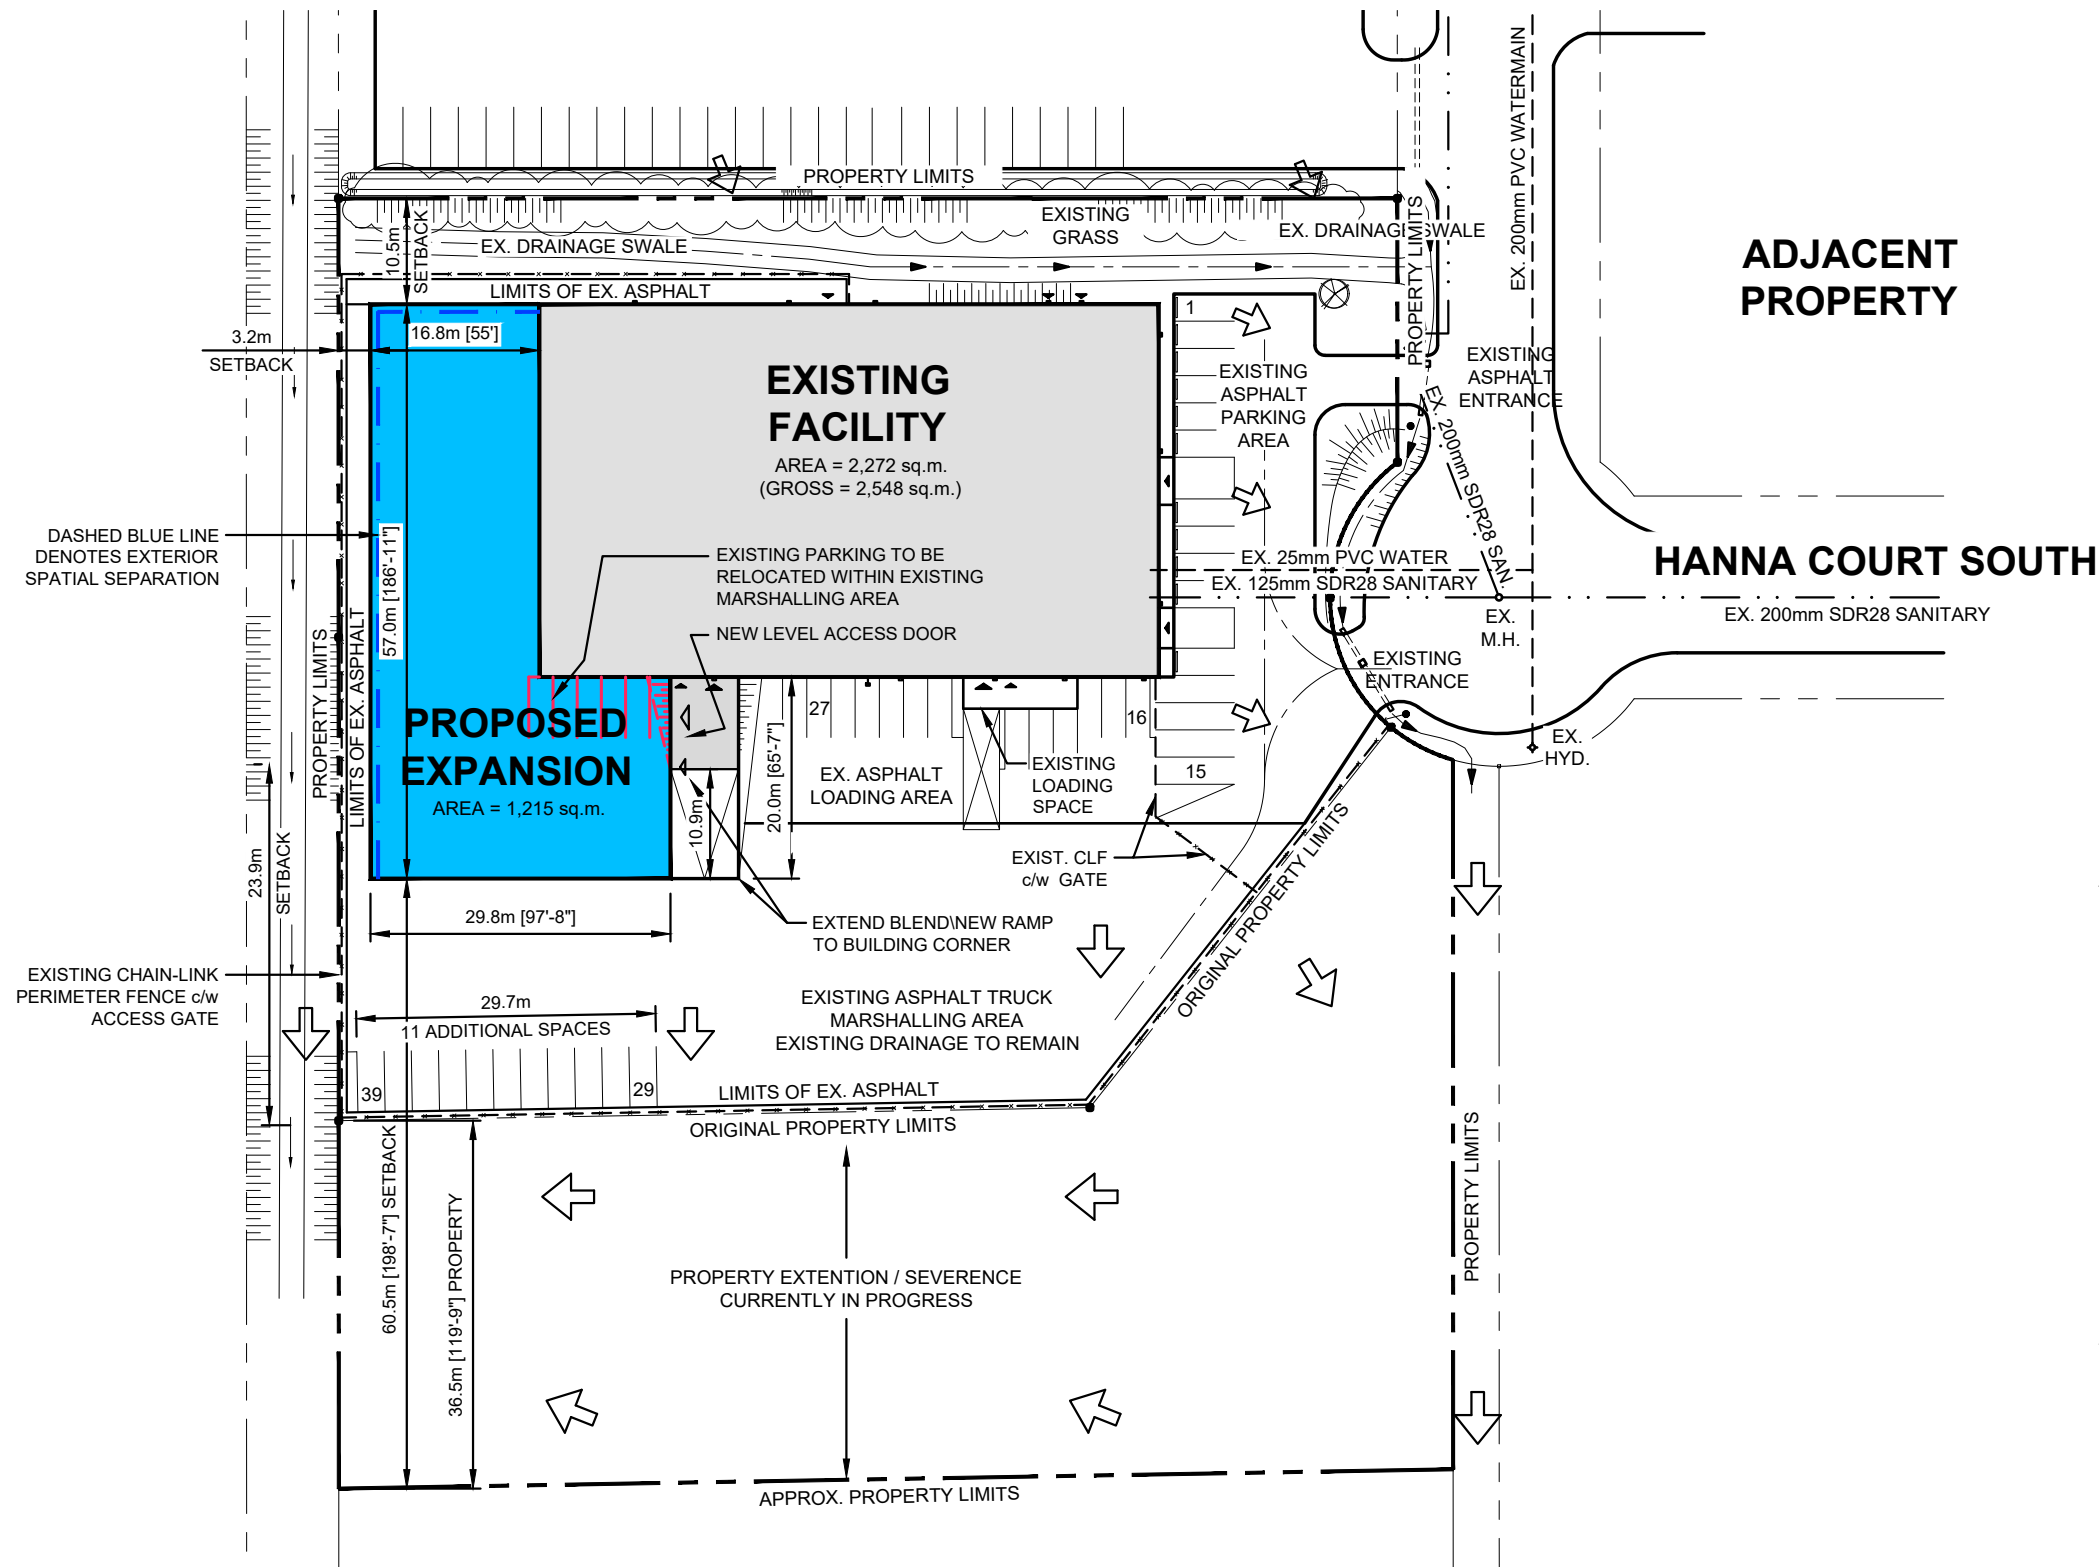 EX. 200mm PVC WATERMAIN
PROPERTY LIMITS
10.5m
SETBACK
EXISTING
GRASS
EX. DRAINAGE SWALE
EX. DRAINAGE SWALE
PROPERTY LIMITS
ADJACENT
PROPERTY
LIMITS OF EX. ASPHALT
16.8m [55']
3.2m
SETBACK
1
EXISTING
FACILITY
AREA = 2,272 sq.m.
(GROSS = 2,548 sq.m.)
EXISTING
ASPHALT
PARKING
AREA
EXISTING
ASPHALT
ENTRANCE
EX. 200mm SDR28 SAN.
DASHED BLUE LINE
DENOTES EXTERIOR
SPATIAL SEPARATION
57.0m [186'-11"]
EXISTING PARKING TO BE
RELOCATED WITHIN EXISTING
MARSHALLING AREA
NEW LEVEL ACCESS DOOR
EX. 25mm PVC WATER
EX. 125mm SDR28 SANITARY
HANNA COURT SOUTH
EX. 200mm SDR28 SANITARY
EX.
M.H.
EXISTING
ENTRANCE
PROPERTY LIMITS
LIMITS OF EX. ASPHALT
PROPOSED
EXPANSION
AREA = 1,215 sq.m.
27
16
15
EX.
HYD.
20.0m [65'-7"]
10.9m
EX. ASPHALT
LOADING AREA
EXISTING
LOADING
SPACE
EXIST. CLF
c/w GATE
ORIGINAL PROPERTY LIMITS
23.9m
SETBACK
29.8m [97'-8"]
EXTEND BLEND\NEW RAMP
TO BUILDING CORNER
EXISTING CHAIN-LINK
PERIMETER FENCE c/w
ACCESS GATE
29.7m
11 ADDITIONAL SPACES
EXISTING ASPHALT TRUCK
MARSHALLING AREA
EXISTING DRAINAGE TO REMAIN
39
29
LIMITS OF EX. ASPHALT
ORIGINAL PROPERTY LIMITS
60.5m [198'-7"] SETBACK
36.5m [119'-9"] PROPERTY
PROPERTY LIMITS
PROPERTY EXTENTION / SEVERENCE
CURRENTLY IN PROGRESS
APPROX. PROPERTY LIMITS